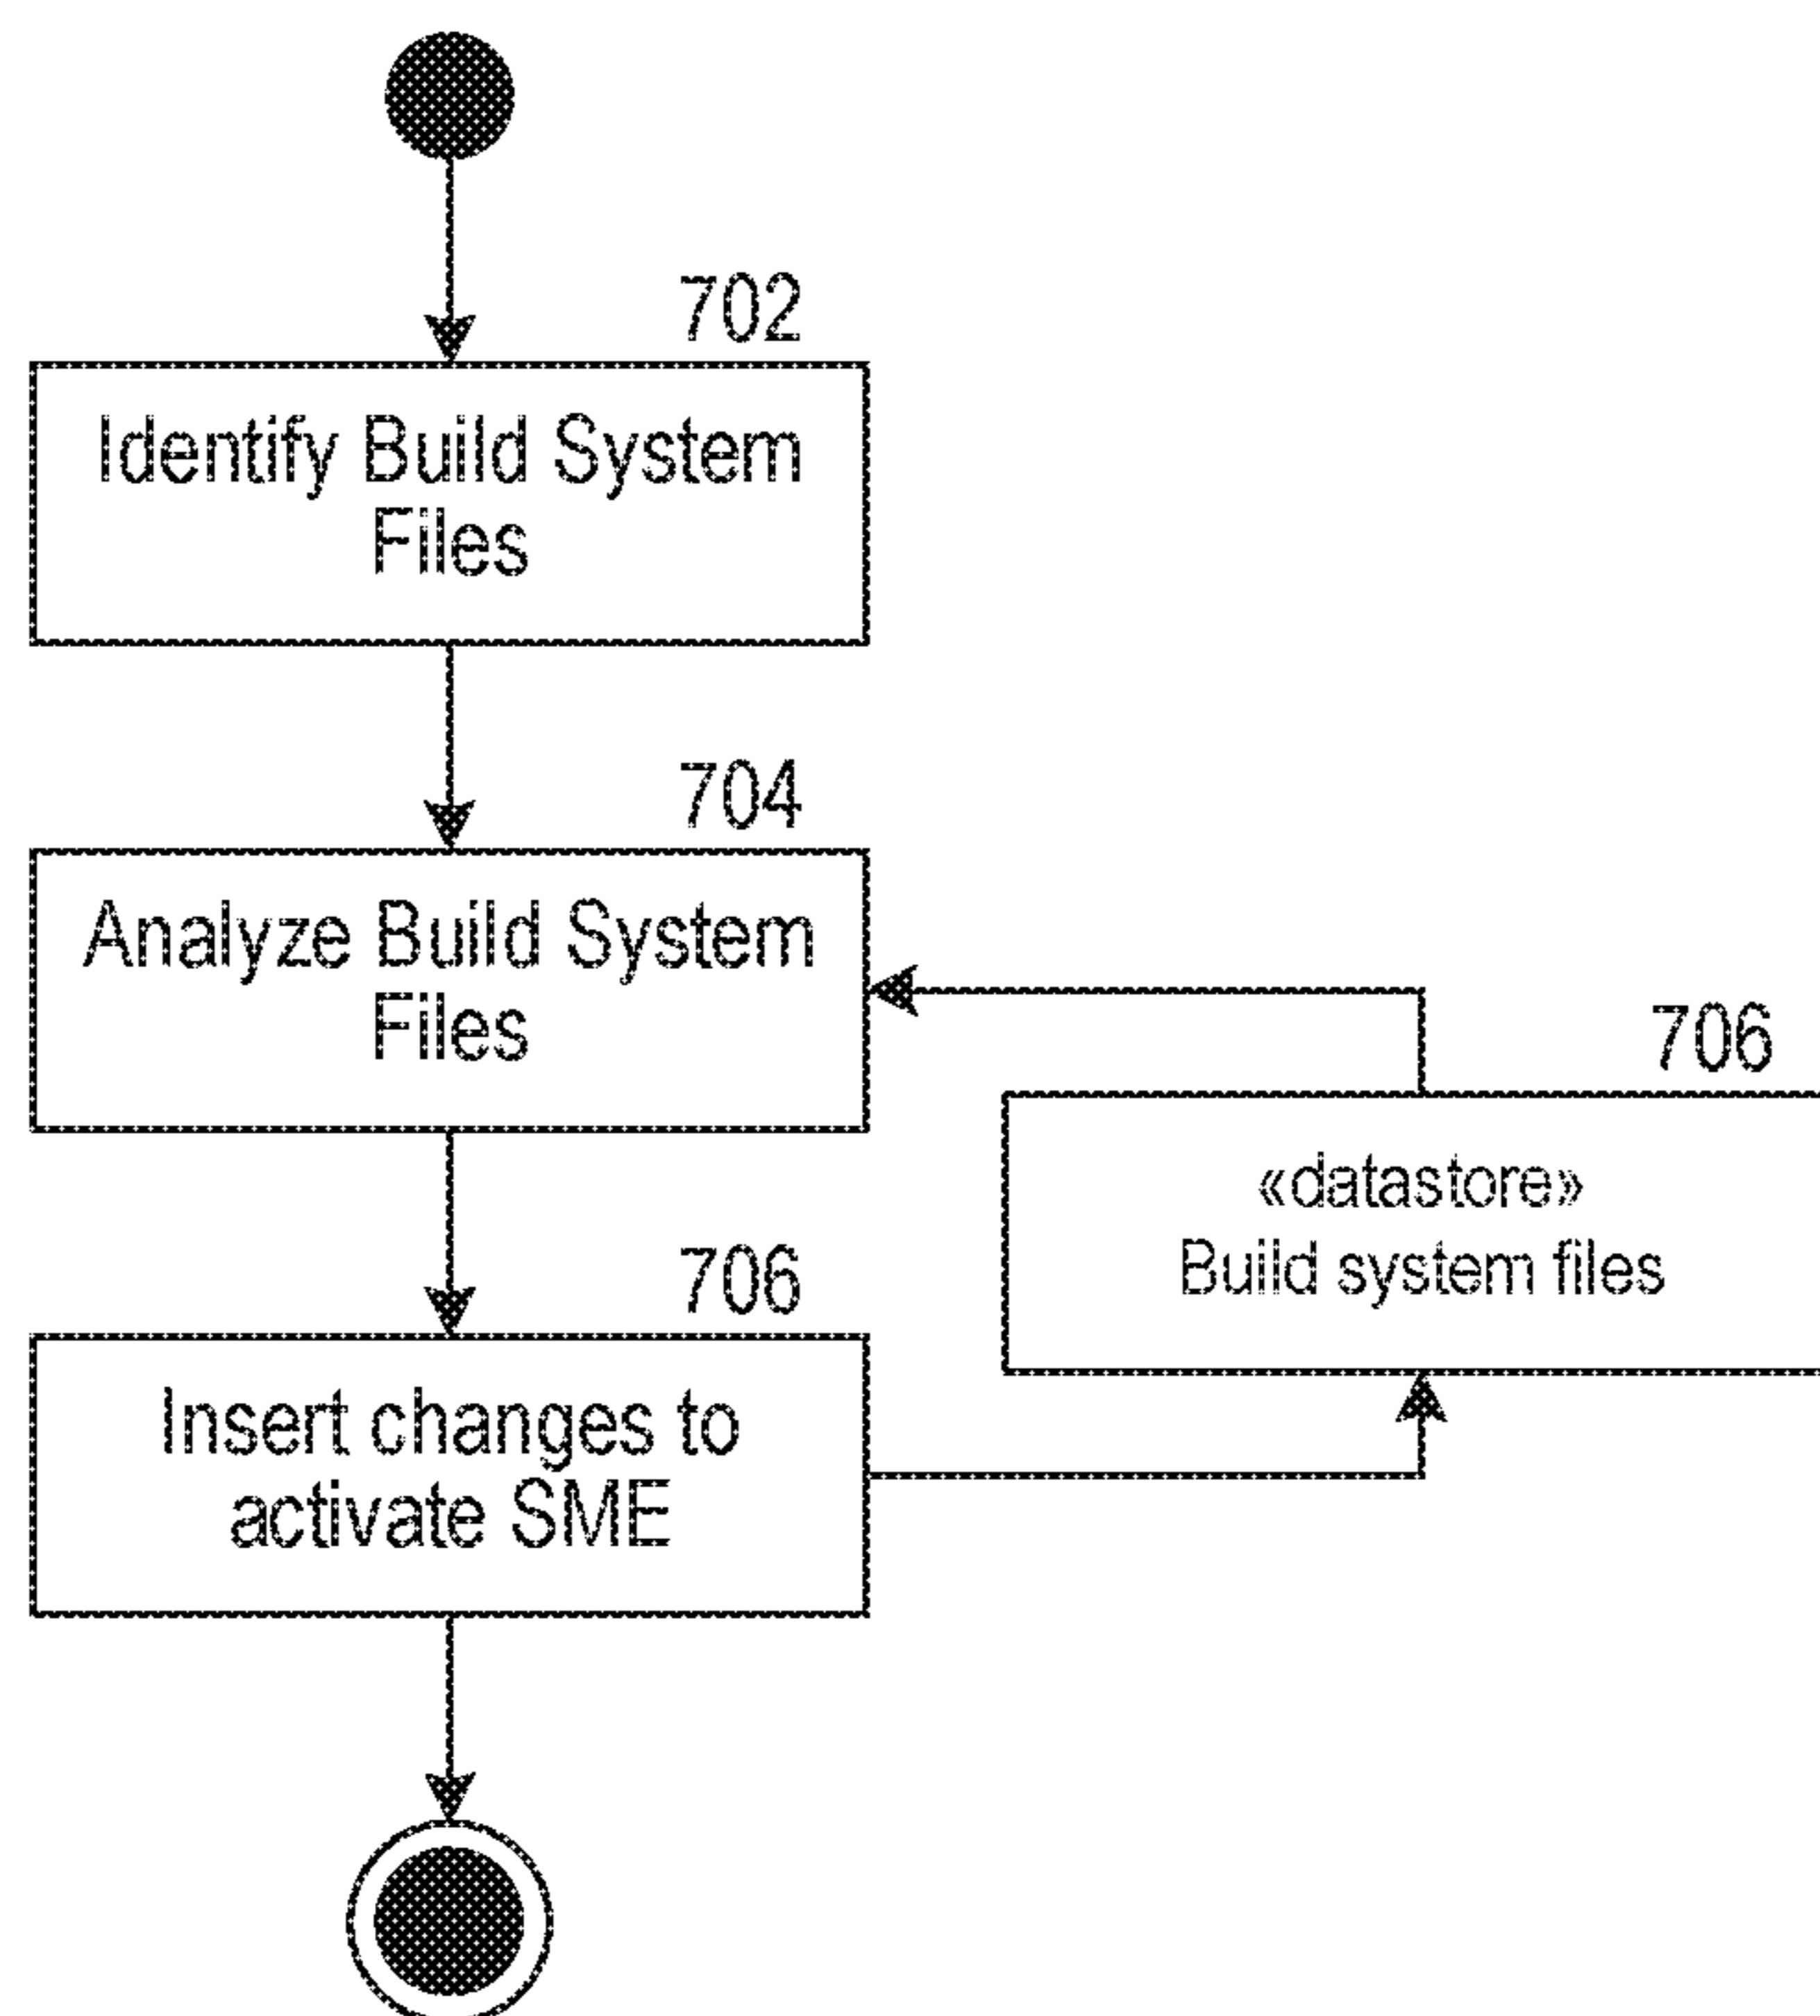 702
Identify Build System
Files
704
Analyze Build System
Files
706
«datastore»
Build system files
706
Insert changes to
activate SME